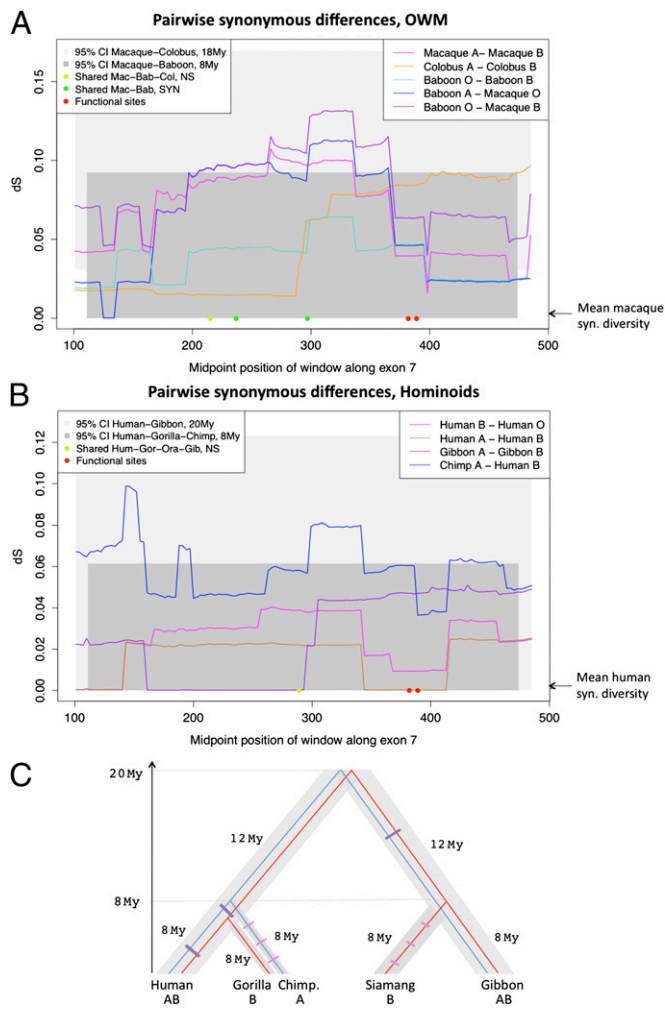 A
Pairwise synonymous differences, OWM
95% CI Macaque–Colobus, 18My
95% CI Macaque–Baboon, 8My
Shared Mac–Bab–Col, NS
Shared Mac–Bab, SYN
Functional sites
Macaque A – Macaque B
Colobus A – Colobus B
Baboon O – Baboon B
Baboon A – Macaque O
Baboon O – Macaque B
dS
0.15
0.10
0.05
0.00
Mean macaque
syn. diversity
100 200 300 400 500
Midpoint position of window along exon 7
B
Pairwise synonymous differences, Hominoids
95% CI Human–Gibbon, 20My
95% CI Human–Gorilla–Chimp, 8My
Shared Hum–Gor–Ora–Gib, NS
Functional sites
Human B – Human O
Human A – Human B
Gibbon A – Gibbon B
Chimp A – Human B
dS
0.12
0.10
0.08
0.06
0.04
0.02
0.00
Mean human
syn. diversity
100 200 300 400 500
Midpoint position of window along exon 7
C
20 My
12 My 12 My
8 My
8 My 8 My 8 My 8 My
8 My
Human Gorilla Chimp. Siamang Gibbon
AB B A B AB